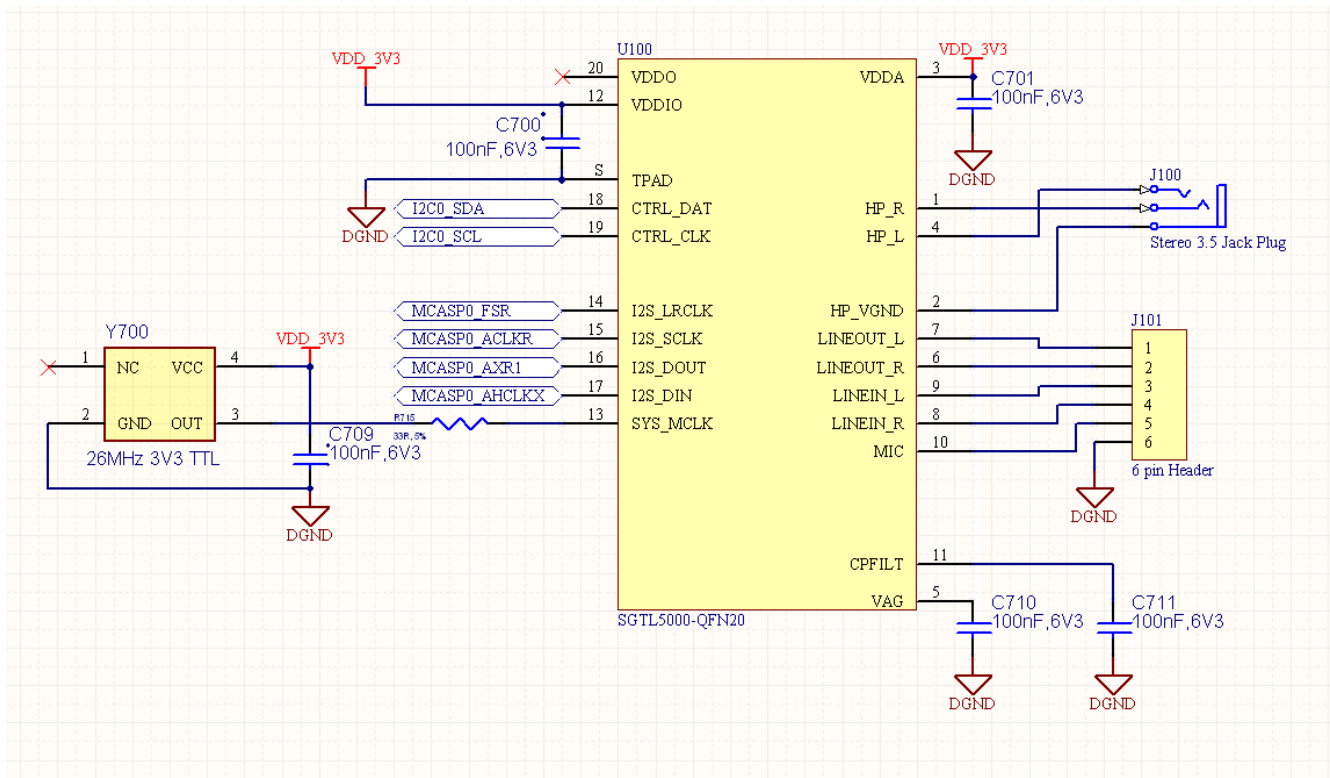 U100
VDD_3V3
VDD_3V3
20 VDDO
VDDA 3
C701
100nF,6V3
12 VDDIO
C700
100nF,6V3
S TPAD
DGND
J100
18 CTRL_DAT
I2C0_SDA
HP_R 1
DGND
19 CTRL_CLK
I2C0_SCL
HP_L 4
Stereo 3.5 Jack Plug
MCASP0_FSR
14 I2S_LRCLK
HP_VGND 2
J101
Y700
VDD_3V3
MCASP0_ACLKR
15 I2S_SCLK
LINEOUT_L 7
1
1 NC VCC 4
MCASP0_AXR1
16 I2S_DOUT
LINEOUT_R 6
2
MCASP0_AHCLKX
17 I2S_DIN
LINEIN_L 9
3
2 GND OUT 3
R715
33R,5%
13 SYS_MCLK
LINEIN_R 8
4
5
C709
100nF,6V3
MIC 10
6
26MHz 3V3 TTL
6 pin Header
DGND
DGND
CPFILT 11
VAG 5
C710
100nF,6V3
C711
100nF,6V3
SGTL5000-QFN20
DGND
DGND